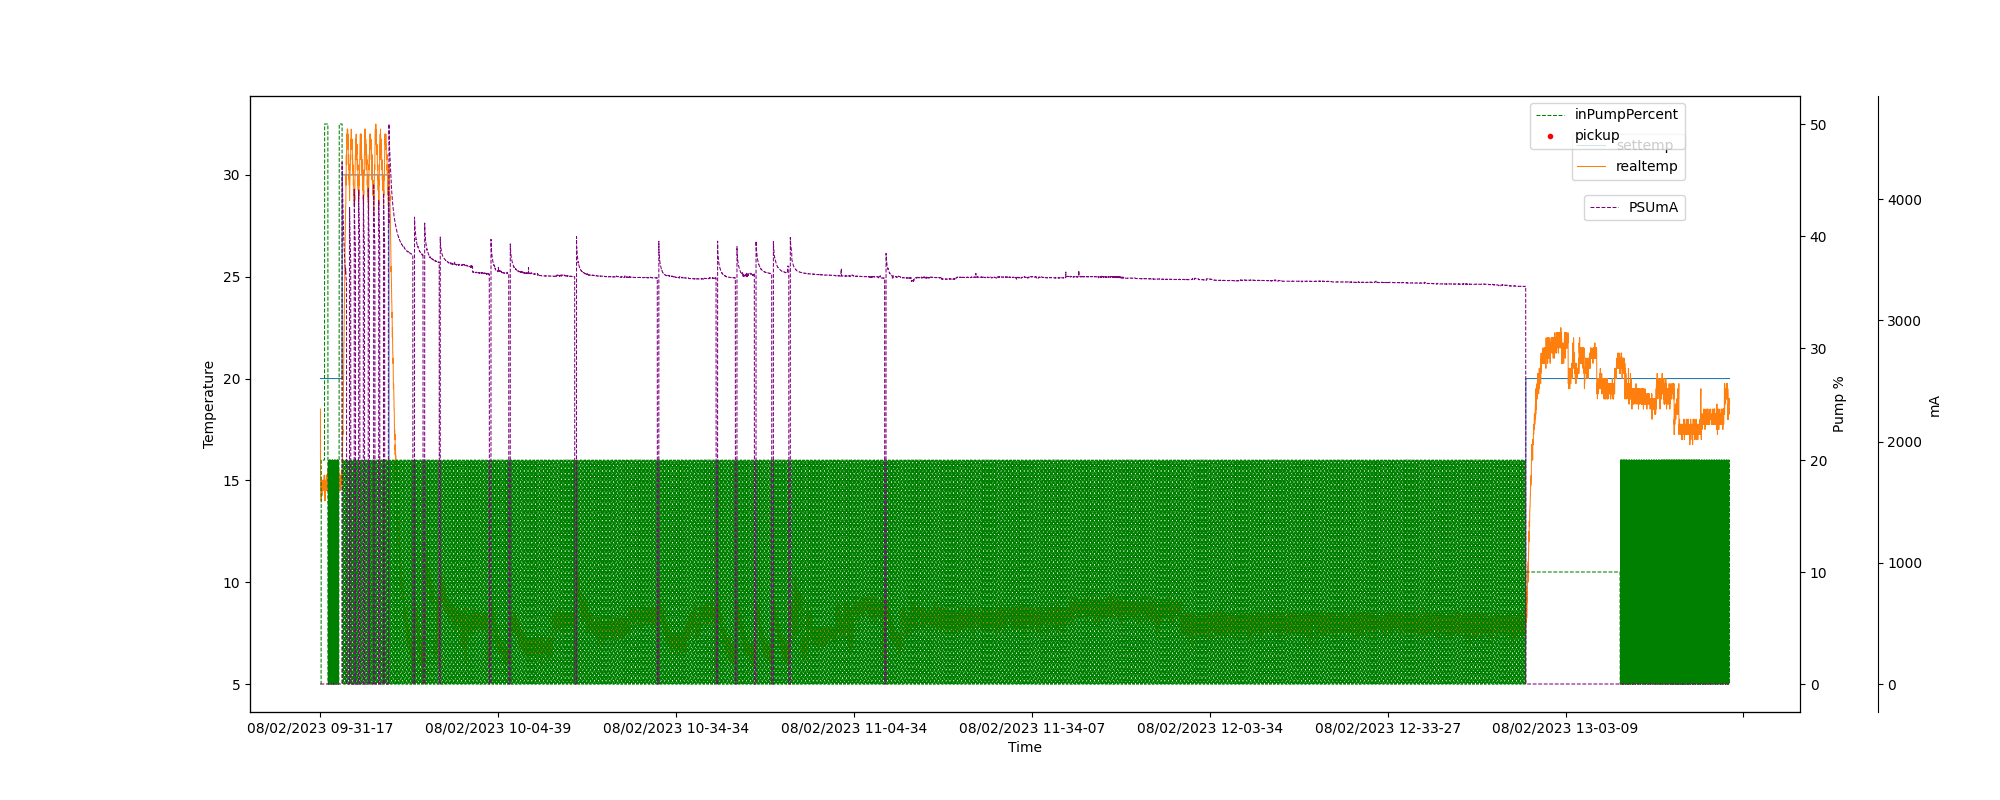 inPumpPercent
pickup
settemp
realtemp
PSUmA
30
25
20
15
10
5
Temperature
50
40
30
20
10
0
Pump %
4000
3000
2000
1000
0
mA
08/02/2023 09-31-17
08/02/2023 10-04-39
08/02/2023 10-34-34
08/02/2023 11-04-34
08/02/2023 11-34-07
08/02/2023 12-03-34
08/02/2023 12-33-27
08/02/2023 13-03-09
Time